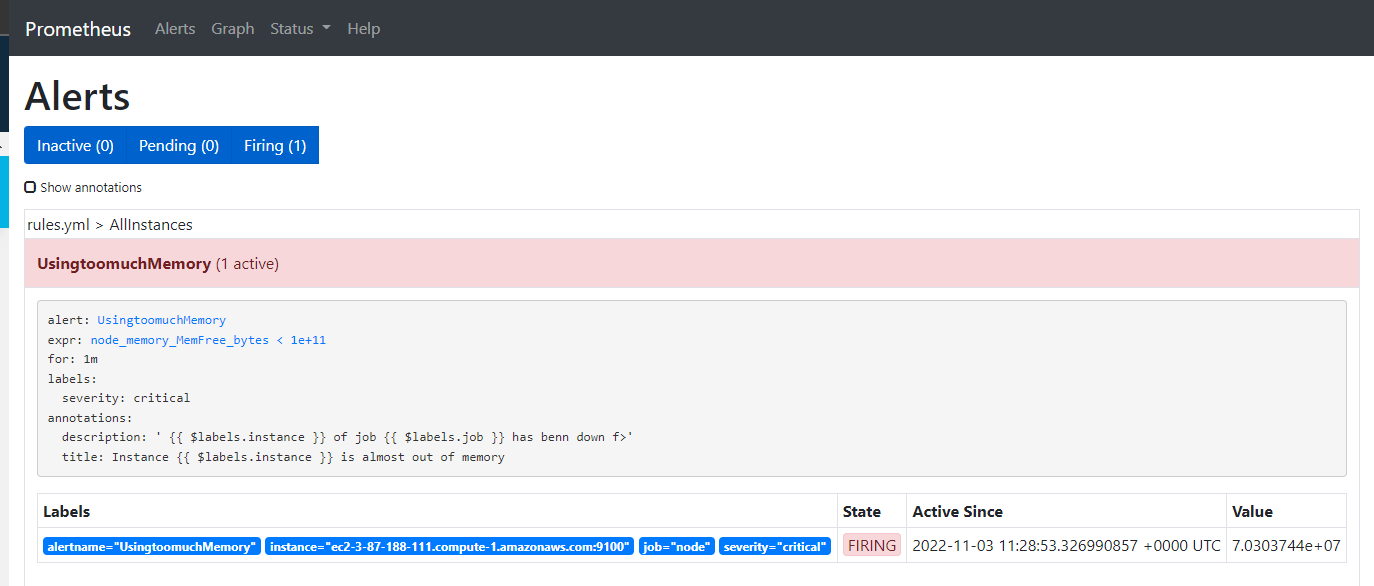 Prometheus Alerts Graph Status Help
Alerts
Inactive (0) Pending (0) Firing (1)
Show annotations
rules.yml > AllInstances
UsingtoomuchMemory (1 active)
alert: UsingtoomuchMemory
expr: node_memory_MemFree_bytes < 1e+11
for: 1m
labels:
  severity: critical
annotations:
  description: ' {{ $labels.instance }} of job {{ $labels.job }} has benn down f>'
  title: Instance {{ $labels.instance }} is almost out of memory
Labels State Active Since Value
alertname="UsingtoomuchMemory" instance="ec2-3-87-188-111.compute-1.amazonaws.com:9100" job="node" severity="critical" FIRING 2022-11-03 11:28:53.326990857 +0000 UTC 7.0303744e+07